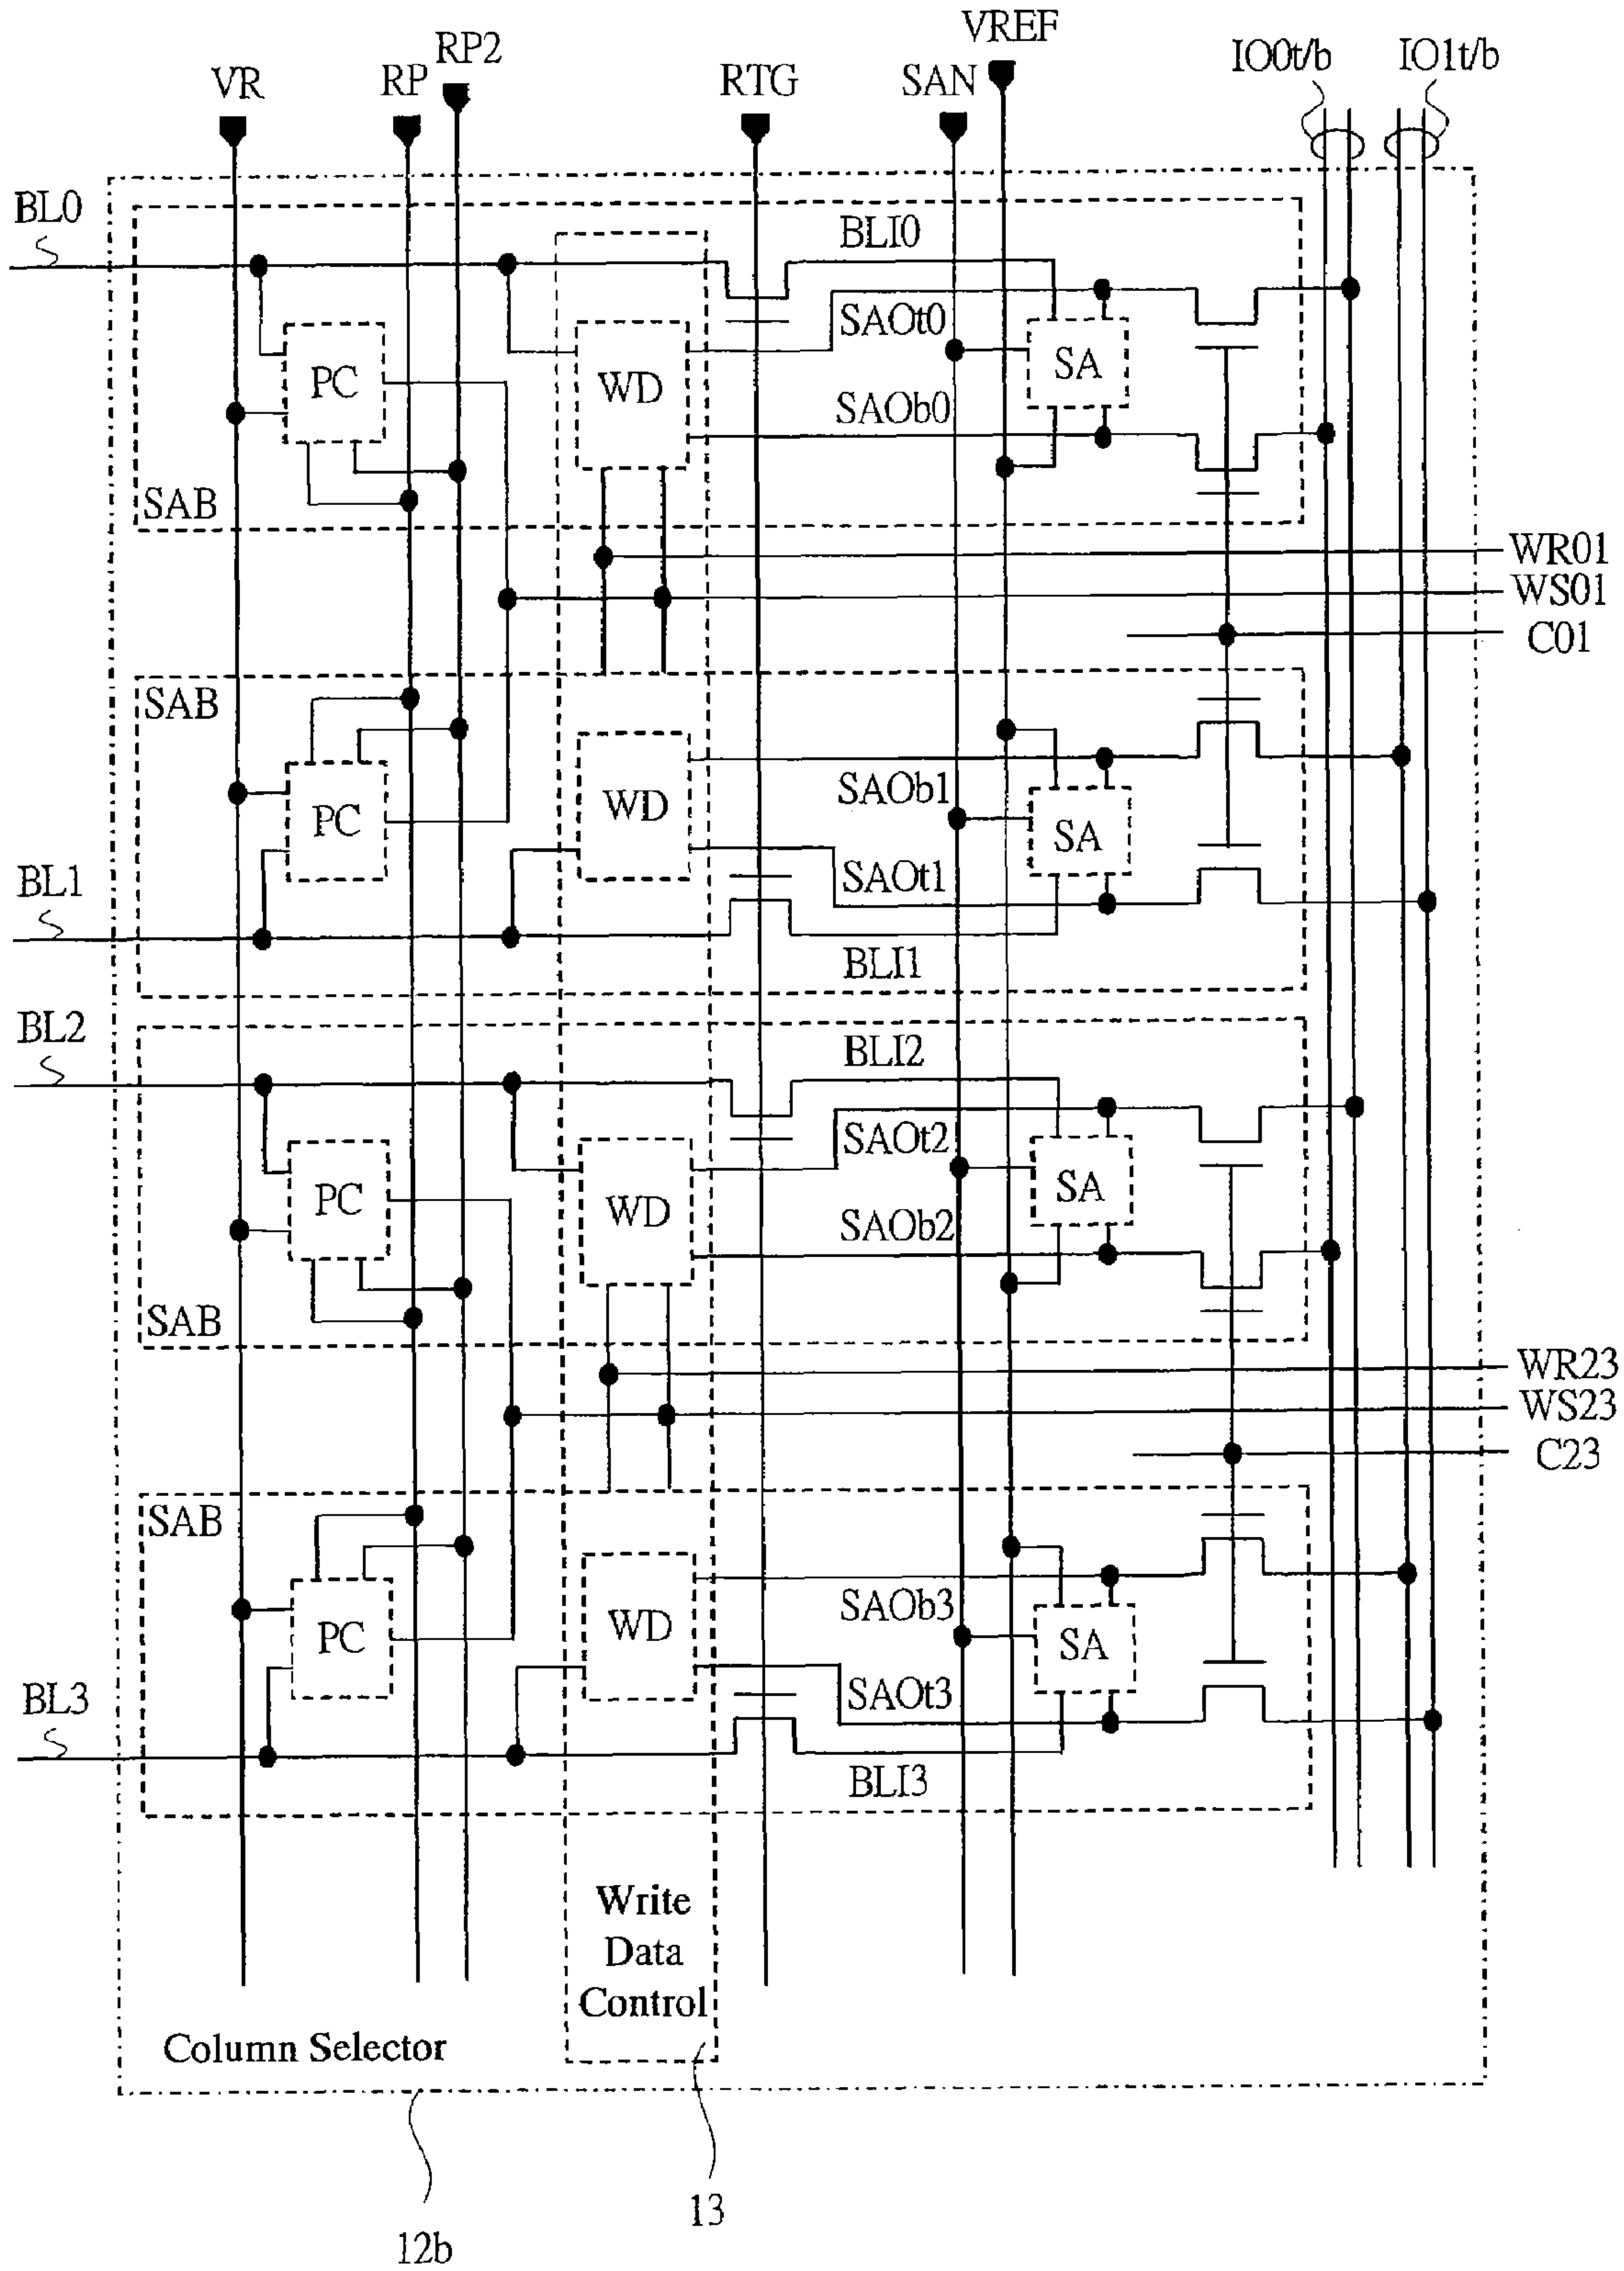 VREF
RP2
IO0t/b
IO1t/b
VR
RP
RTG
SAN
BL0
BLI0
SAOt0
PC
WD
SA
SAOb0
SAB
WR01
WS01
C01
SAB
SAOb1
PC
WD
SA
SAOt1
BL1
BLI1
BL2
BLI2
SAOt2
PC
WD
SA
SAOb2
SAB
WR23
WS23
C23
SAB
SAOb3
PC
WD
SA
SAOt3
BL3
BLI3
Write
Data
Control
Column Selector
13
12b